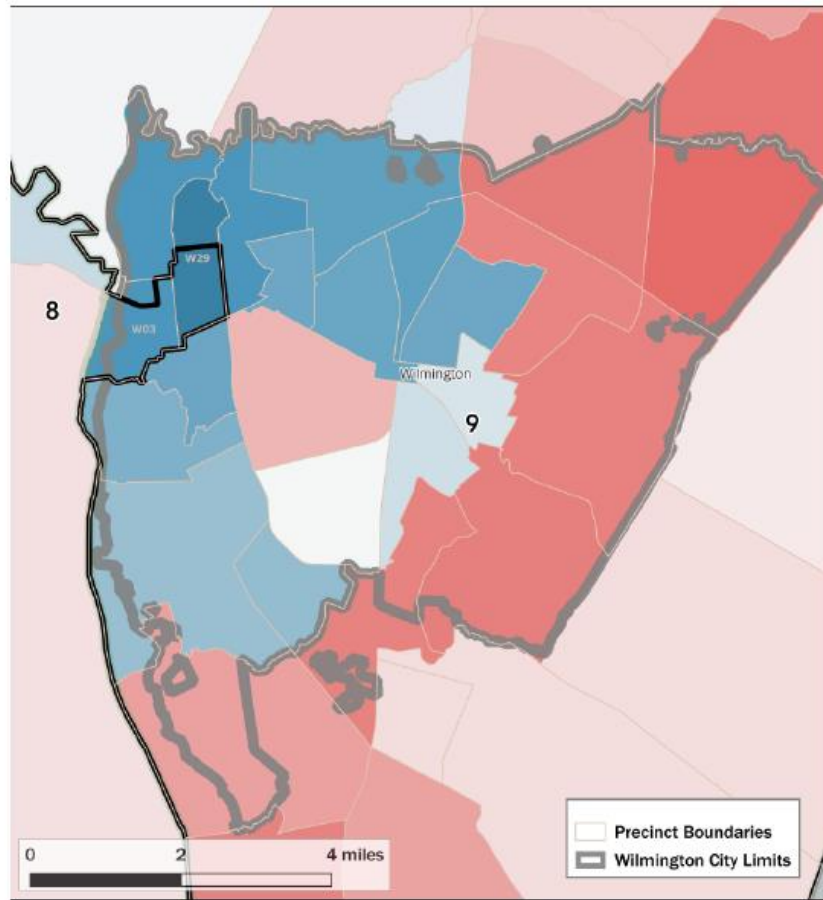 W29
8
W03
Wilmington
9
Precinct Boundaries
Wilmington City Limits
0 2 4 miles